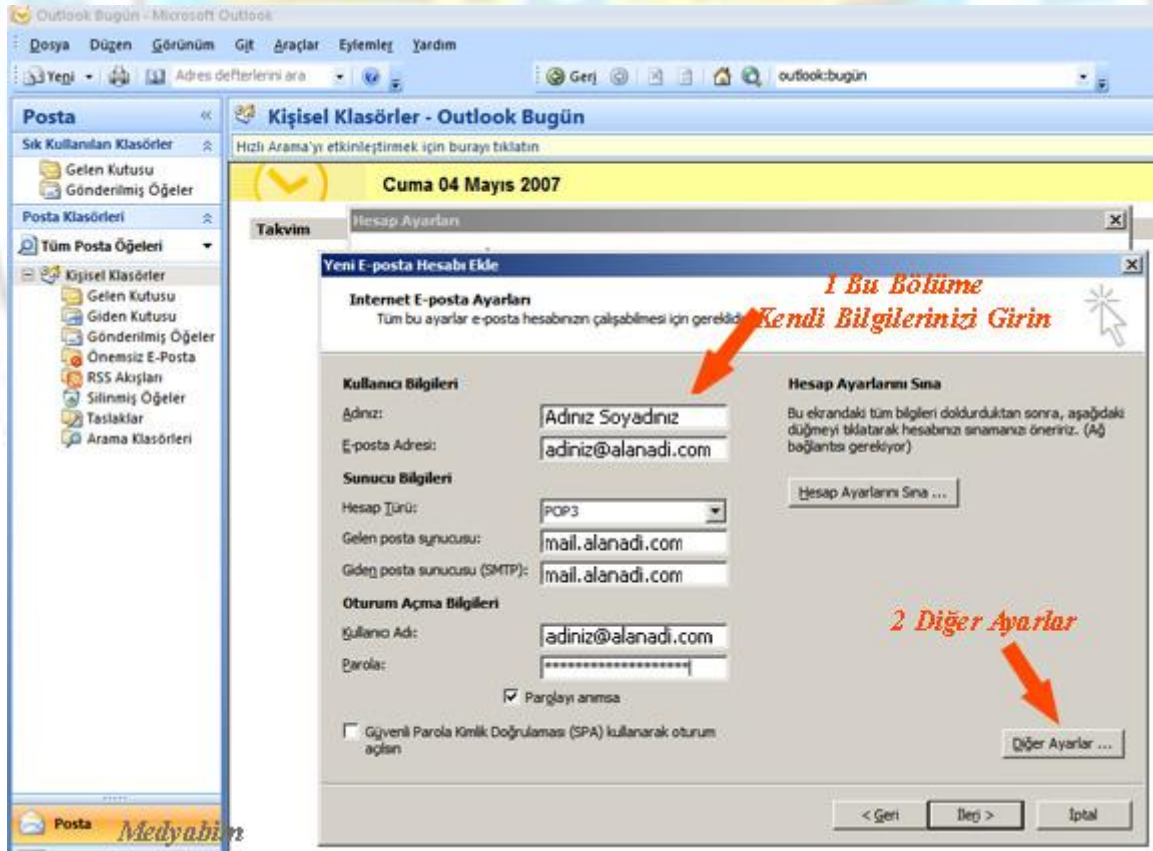 Outlook Bugün - Microsoft Outlook
Dosya Düzen Görünüm Git Araçlar Eylemler Yardım
Yeni Adres defterlerini ara Geri outlook:bugün
Posta
Sık Kullanılan Klasörler
Gelen Kutusu
Gönderilmiş Öğeler
Posta Klasörleri
Tüm Posta Öğeleri
Kişisel Klasörler
Gelen Kutusu
Giden Kutusu
Gönderilmiş Öğeler
Önemsiz E-Posta
RSS Akışları
Silinmiş Öğeler
Taslaklar
Arama Klasörleri
Posta
Medyabim
Kişisel Klasörler - Outlook Bugün
Hızlı Arama'yı etkinleştirmek için burayı tıklatın
Cuma 04 Mayıs 2007
Takvim
Hesap Ayarları
Yeni E-posta Hesabı Ekle
Internet E-posta Ayarları
Tüm bu ayarlar e-posta hesabınızın çalışabilmesi için
1 Bu Bölüme
Kendi Bilgilerinizi Girin
Kullanıcı Bilgileri
Adınız: Adınız Soyadınız
E-posta Adresi: adiniz@alanadi.com
Sunucu Bilgileri
Hesap Türü: POP3
Gelen posta sunucusu: mail.alanadi.com
Giden posta sunucusu (SMTP): mail.alanadi.com
Oturum Açma Bilgileri
Kullanıcı Adı: adiniz@alanadi.com
Parola: *******************
Parolayı anımsa
Güvenli Parola Kimlik Doğrulaması (SPA) kullanarak oturum
açılsın
Hesap Ayarlarını Sına
Bu ekrandaki tüm bilgileri doldurduktan sonra, aşağıdaki
düğmeyi tıklatarak hesabınızı sınamanızı öneririz. (Ağ
bağlantısı gerekiyor)
Hesap Ayarlarını Sına ...
2 Diğer Ayarlar
Diğer Ayarlar ...
< Geri İleri > İptal